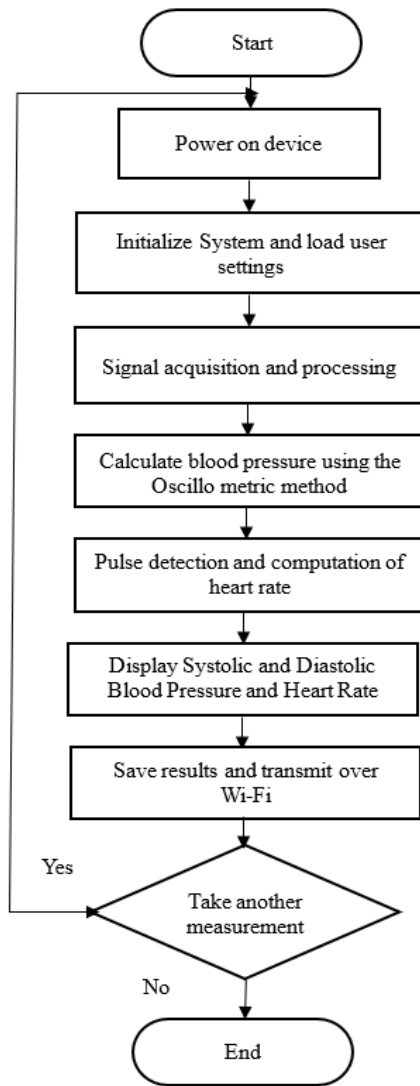 Start
Power on device
Initialize System and load user
settings
Signal acquisition and processing
Calculate blood pressure using the
Oscillo metric method
Pulse detection and computation of
heart rate
Display Systolic and Diastolic
Blood Pressure and Heart Rate
Save results and transmit over
Wi-Fi
Yes
Take another
measurement
No
End